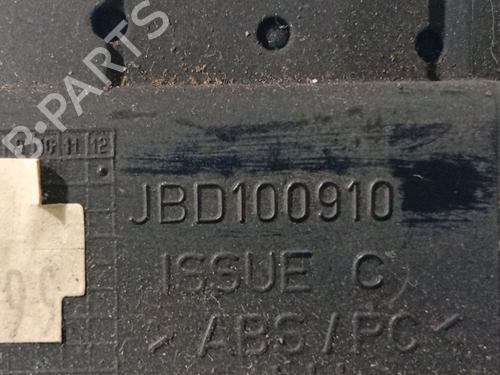 B-PARTS
11 12
JBD100910
ISSUE C
> ABS/PC <